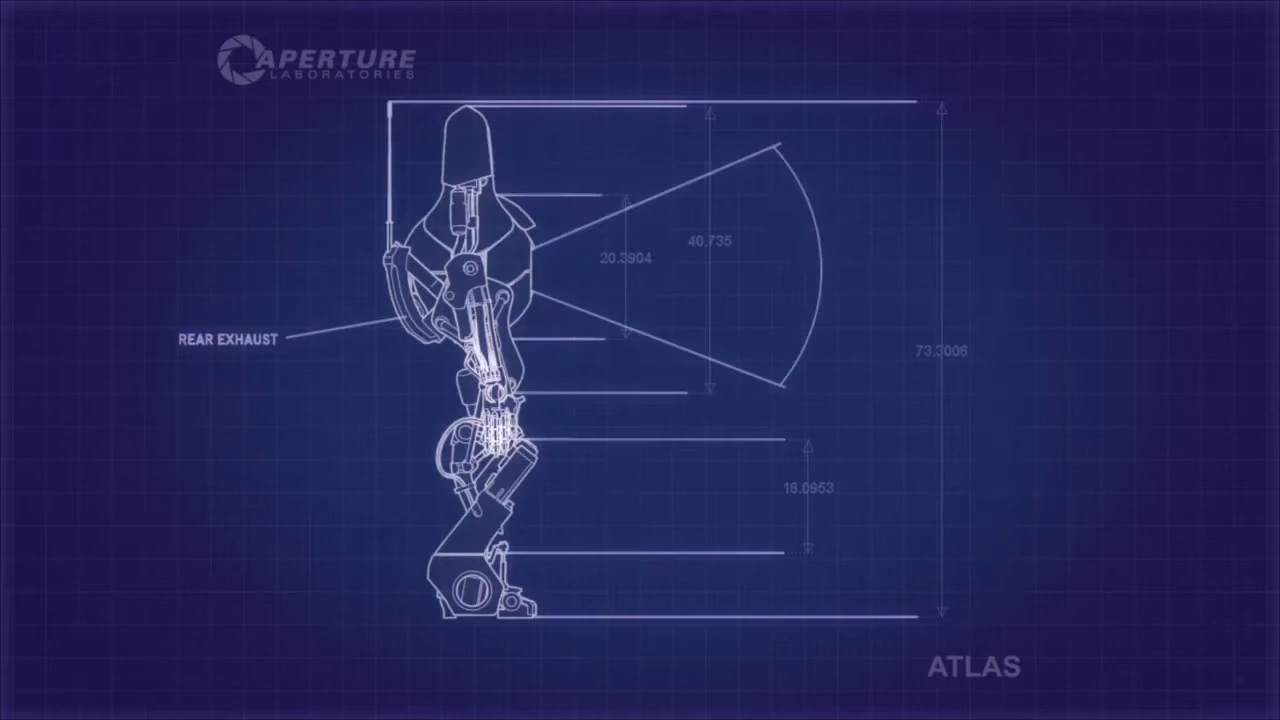 APERTURE
LABORATORIES
40.735
20.3904
REAR EXHAUST
73.3006
16.0953
ATLAS